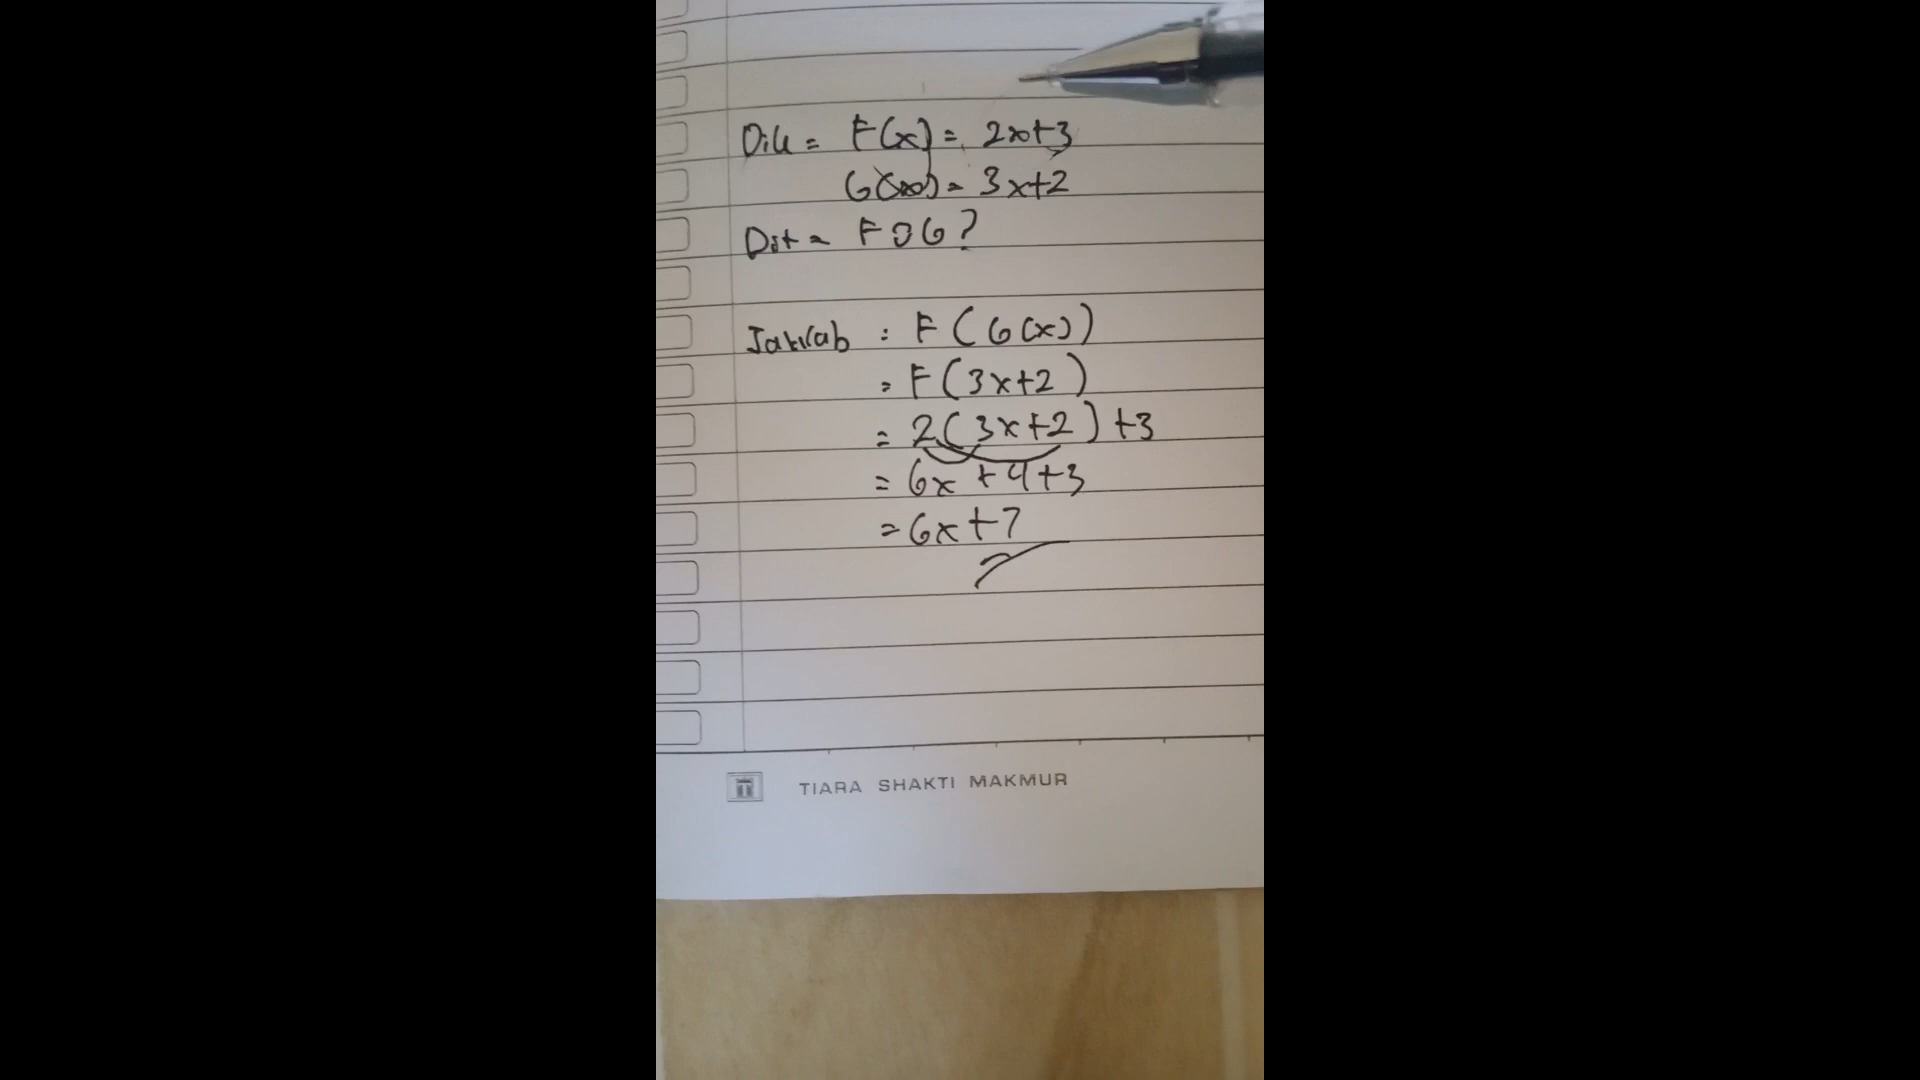 Dik = F(x) = 2x+3
G(x) = 3x+2
Dit = F o G ?
Jawab : F(G(x))
= F(3x+2)
= 2(3x+2)+3
= 6x+4+3
= 6x+7
TIARA SHAKTI MAKMUR